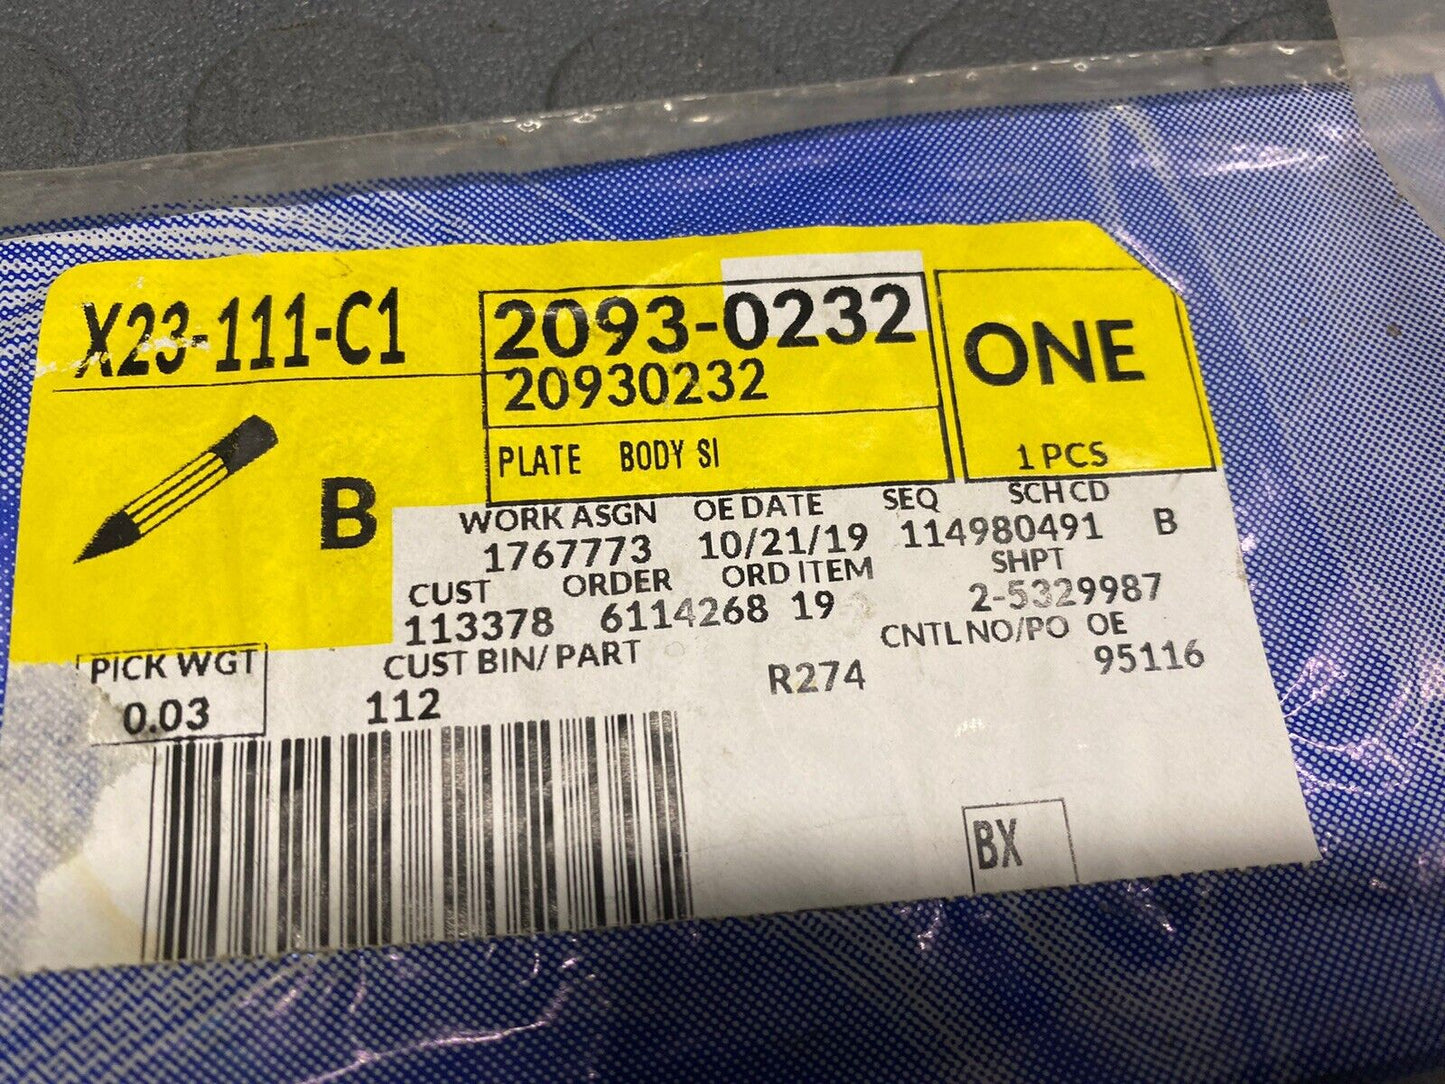 X23-111-C1
2093-0232
20930232
ONE
PLATE BODY SI
1 PCS
B
WORK ASGN OE DATE SEQ SCH CD
1767773 10/21/19 114980491 B
CUST ORDER ORD ITEM SHPT
113378 6114268 19 2-5329987
PICK WGT CUST BIN/PART CNTL NO/PO OE
0.03 112 R274 95116
BX